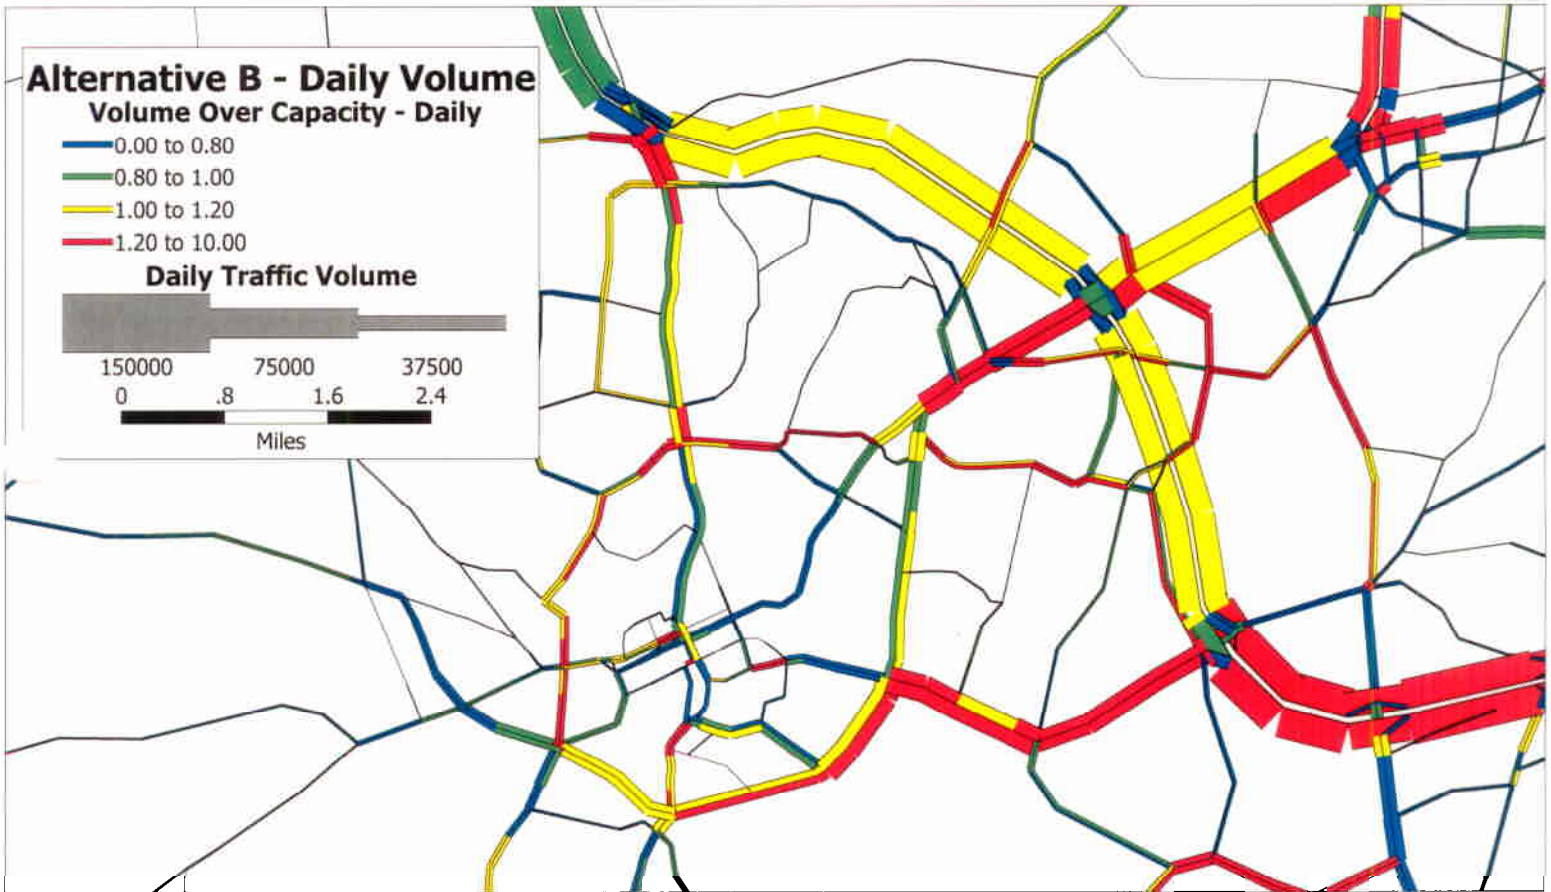 Alternative B - Daily Volume
Volume Over Capacity - Daily
0.00 to 0.80
0.80 to 1.00
1.00 to 1.20
1.20 to 10.00
Daily Traffic Volume
150000 75000 37500
0 .8 1.6 2.4
Miles